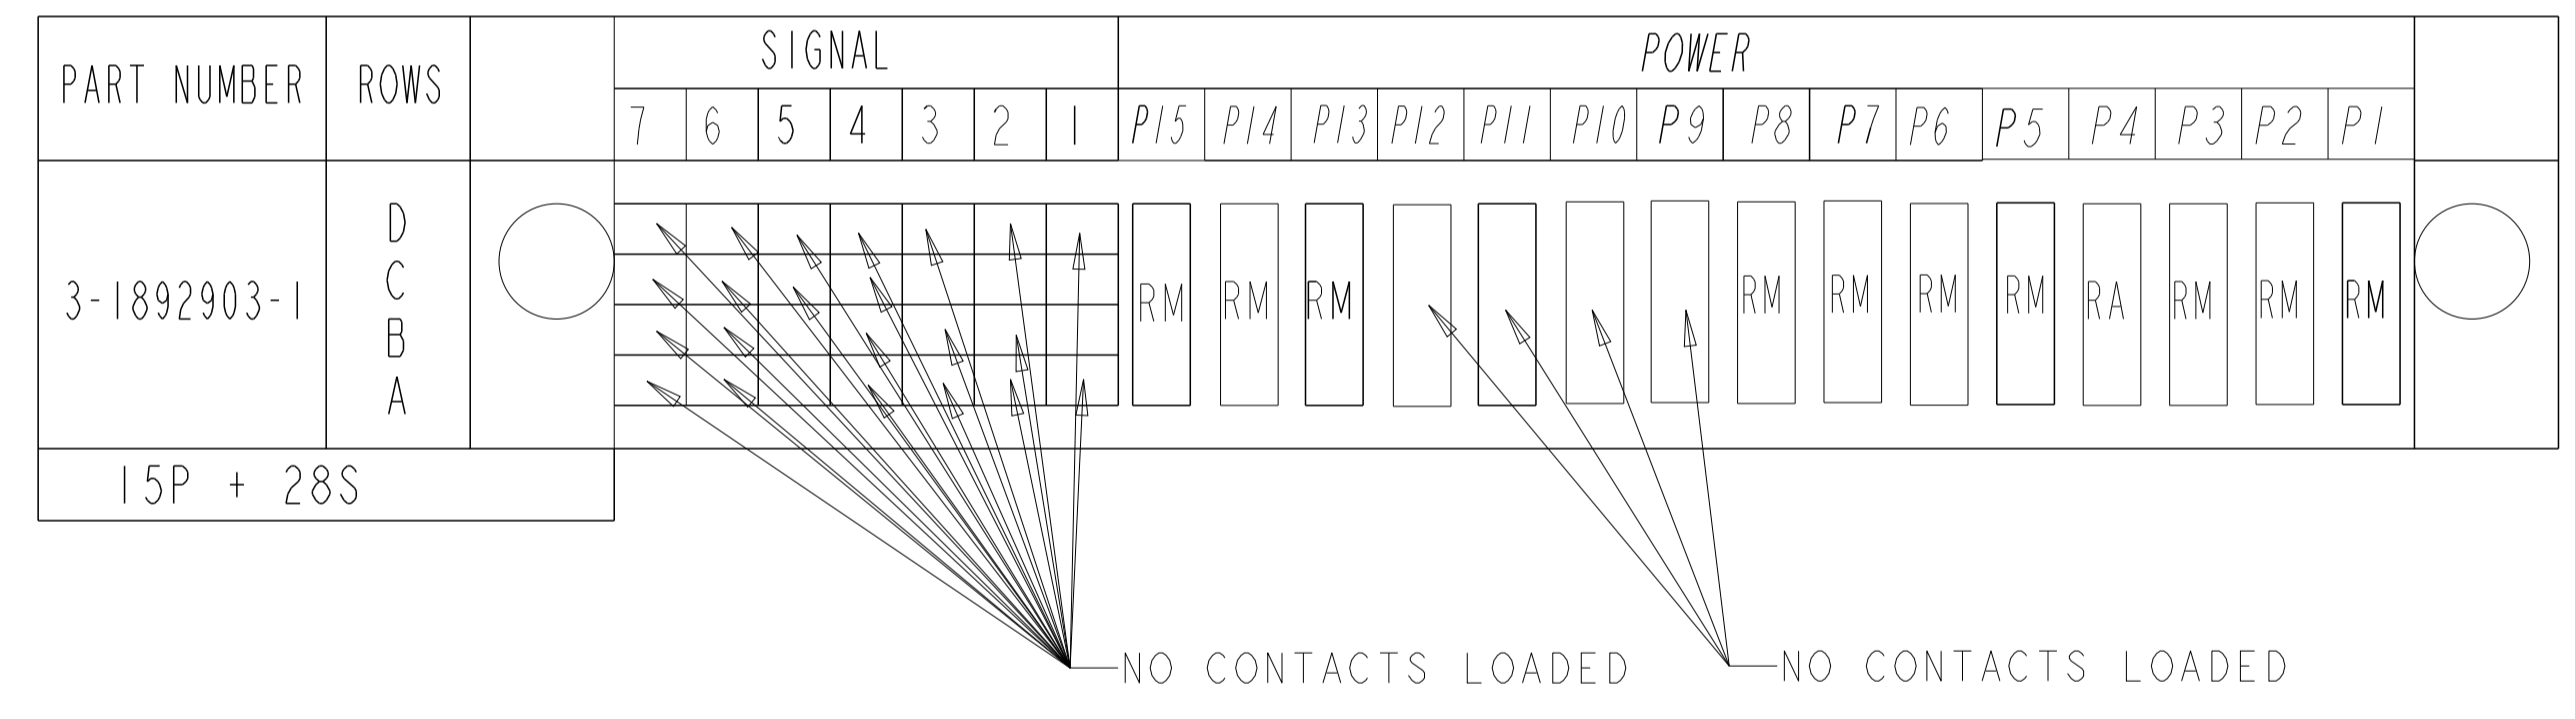 PART NUMBER ROWS SIGNAL POWER
7 6 5 4 3 2 1 P15 P14 P13 P12 P11 P10 P9 P8 P7 P6 P5 P4 P3 P2 P1
3-1892903-1
D
C
B
A
RM RM RM RM RM RM RM RA RM RM RM
15P + 28S
NO CONTACTS LOADED
NO CONTACTS LOADED